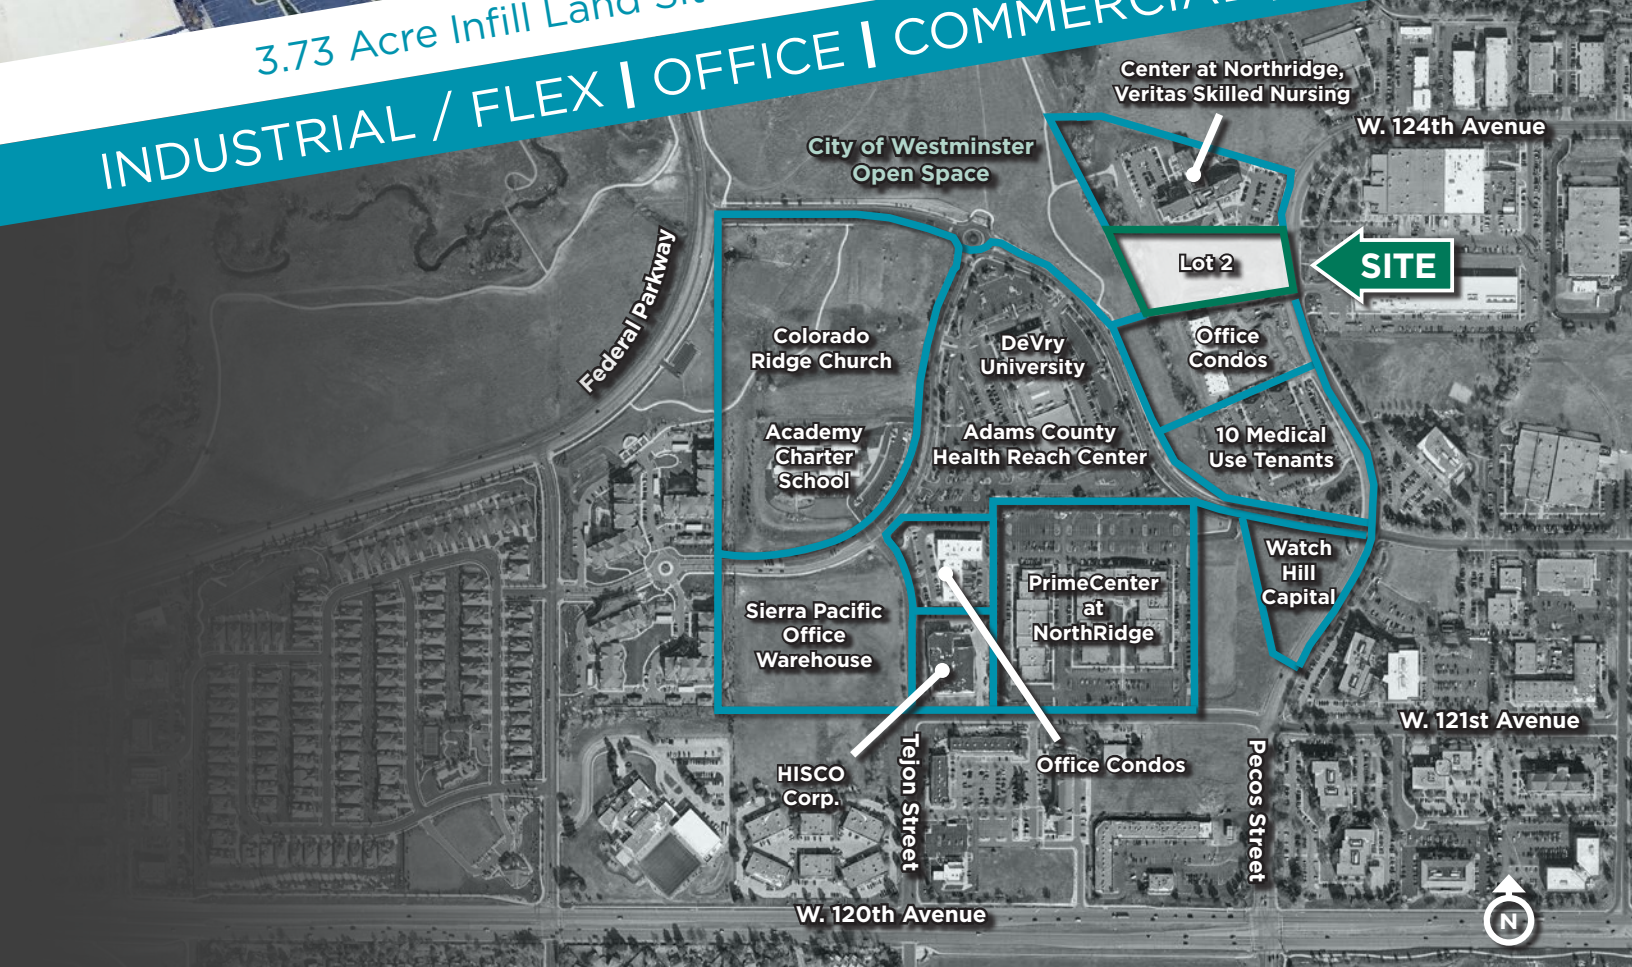 3.73 Acre Infill Land
INDUSTRIAL / FLEX | OFFICE | COMMERCIAL
Center at Northridge,
Veritas Skilled Nursing
W. 124th Avenue
City of Westminster
Open Space
Lot 2
SITE
Federal Parkway
Colorado
Ridge Church
DeVry
University
Office
Condos
Academy
Charter
School
Adams County
Health Reach Center
10 Medical
Use Tenants
Watch
Hill
Capital
PrimeCenter
at
NorthRidge
Sierra Pacific
Office
Warehouse
W. 121st Avenue
HISCO
Corp.
Tejon Street
Office Condos
Pecos Street
W. 120th Avenue
N